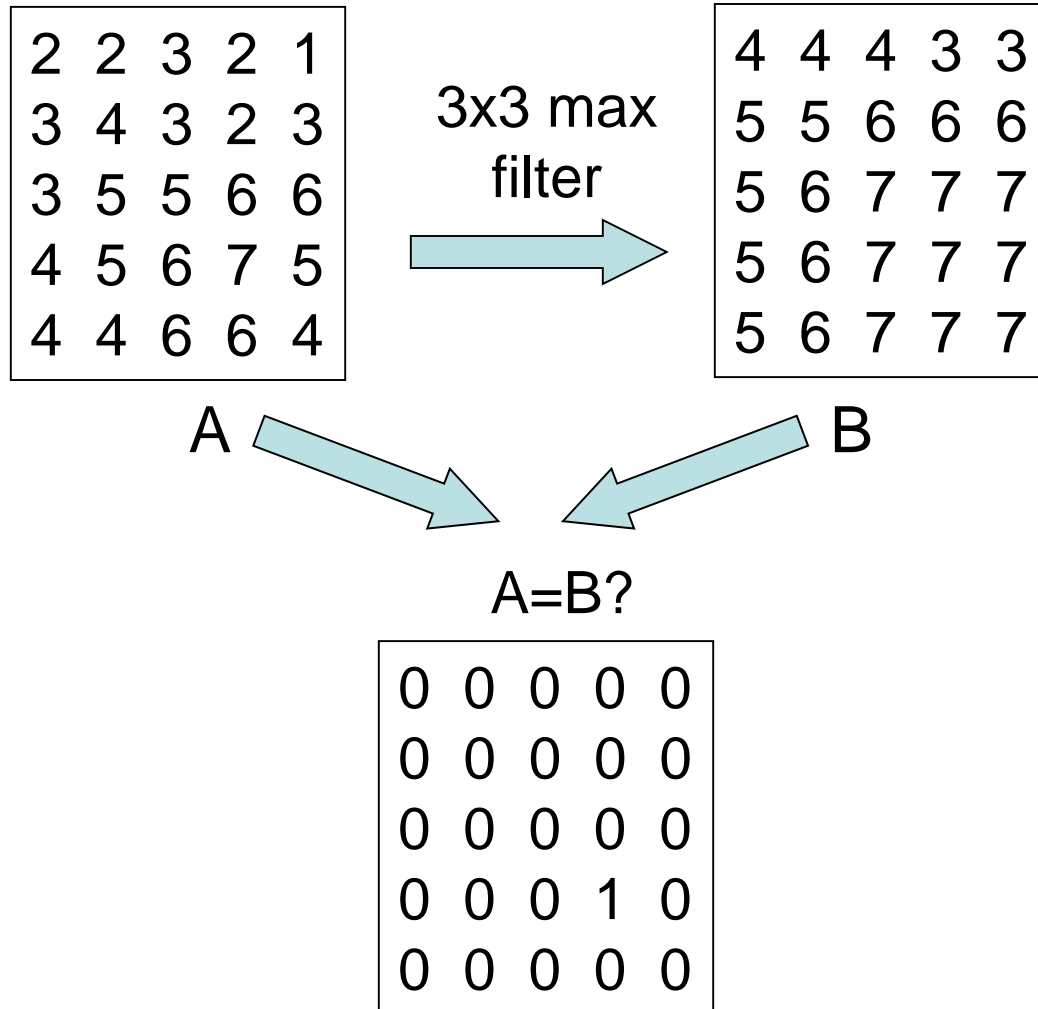 2 2 3 2 1
3 4 3 2 3
3 5 5 6 6
4 5 6 7 5
4 4 6 6 4
3x3 max
filter
4 4 4 3 3
5 5 6 6 6
5 6 7 7 7
5 6 7 7 7
5 6 7 7 7
A
B
A=B?
0 0 0 0 0
0 0 0 0 0
0 0 0 0 0
0 0 0 1 0
0 0 0 0 0